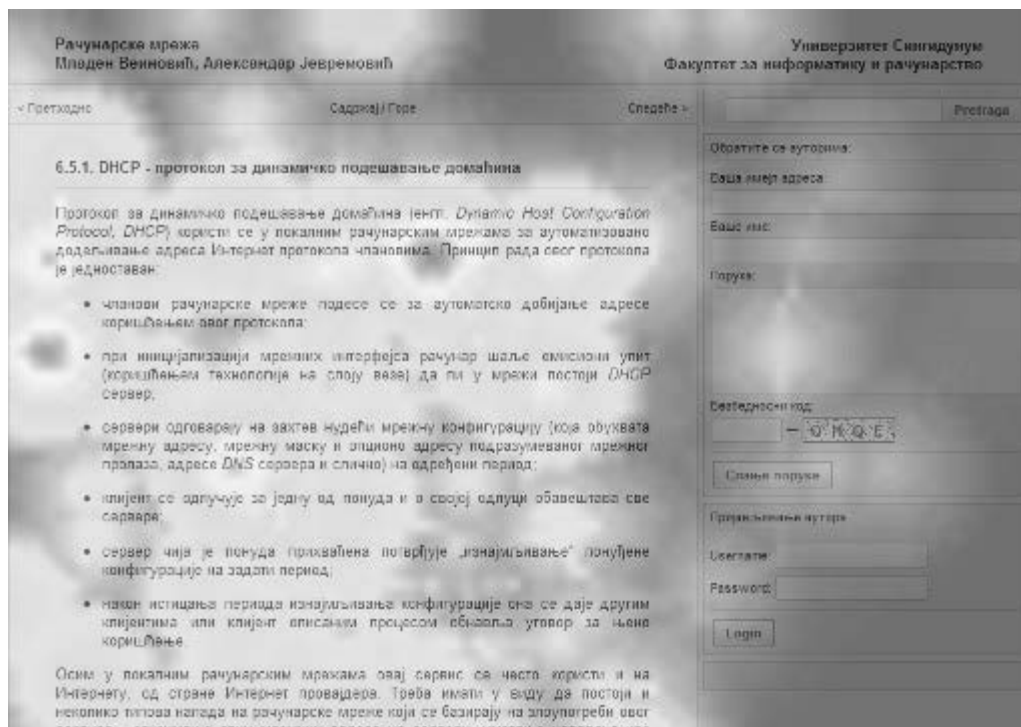 Рачунарске мреже
Младен Веиновић, Александар Јевремовић
Универзитет Сингидунум
Факултет за информатику и рачунарство
< Претходно
Садржај / Горе
Следеће >
6.5.1. DHCP - протокол за динамичко подешавање домаћина
Протокол за динамичко подешавање домаћина (енгл. Dynamic Host Configuration
Protocol, DHCP) користи се у локалним рачунарским мрежама за аутоматизовано
додељивање адреса Интернет протокола члановима. Принцип рада овог протокола
је једноставан:
• чланови рачунарске мреже подесе се за аутоматско добијање адресе
коришћењем овог протокола;
• при иницијализацији мрежних интерфејса рачунар шаље емисиони упит
(коришћењем технологије на слоју везе) да ли у мрежи постоји DHCP
сервер;
• сервери одговарају на захтев нудећи мрежну конфигурацију (која обухвата
мрежну адресу, мрежну маску и опционо адресу подразумеваног мрежног
пролаза, адресе DNS сервера и слично) на одређени период;
• клијент се одлучује за једну од понуда и о својој одлуци обавештава све
сервере;
• сервер чија је понуда прихваћена потврђује „изнајмљивање“ понуђене
конфигурације на задати период;
• након истицања периода изнајмљивања конфигурације она се даје другим
клијентима или клијент описаним процесом обнавља уговор за њено
коришћење.
Осим у локалним рачунарским мрежама овај сервис се често користи и на
Интернету, од стране Интернет провајдера. Треба имати у виду да постоји и
неколико типова напада на рачунарске мреже који се базирају на злоупотреби овог
Pretraga
Обратите се ауторима:
Ваша имејл адреса:
Ваше име:
Порука:
Безбедносни код:
– O M Q E
Слање поруке
Пријављивање аутора
Username:
Password:
Login